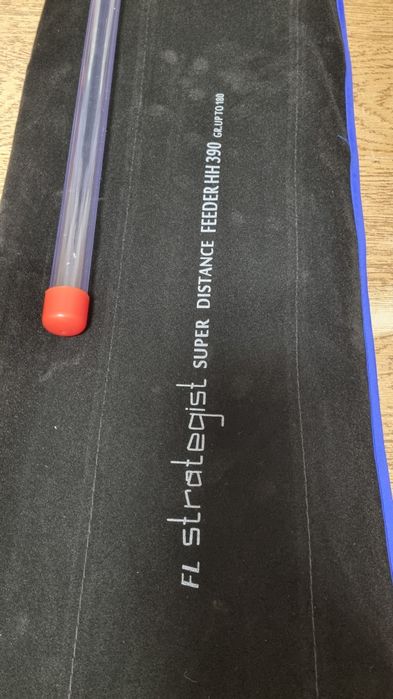 FL strategist SUPER DISTANCE FEEDER HH 390 GR.UP TO 180